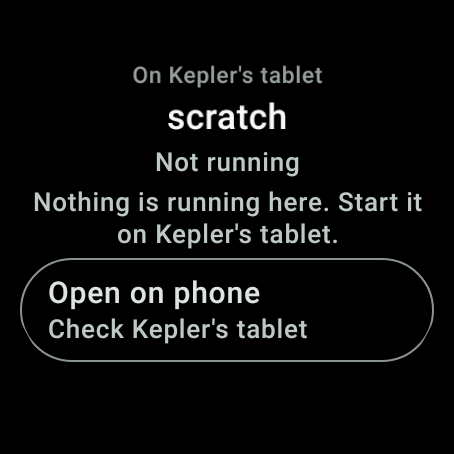 On Kepler's tablet
scratch
Not running
Nothing is running here. Start it
on Kepler's tablet.
Open on phone
Check Kepler's tablet